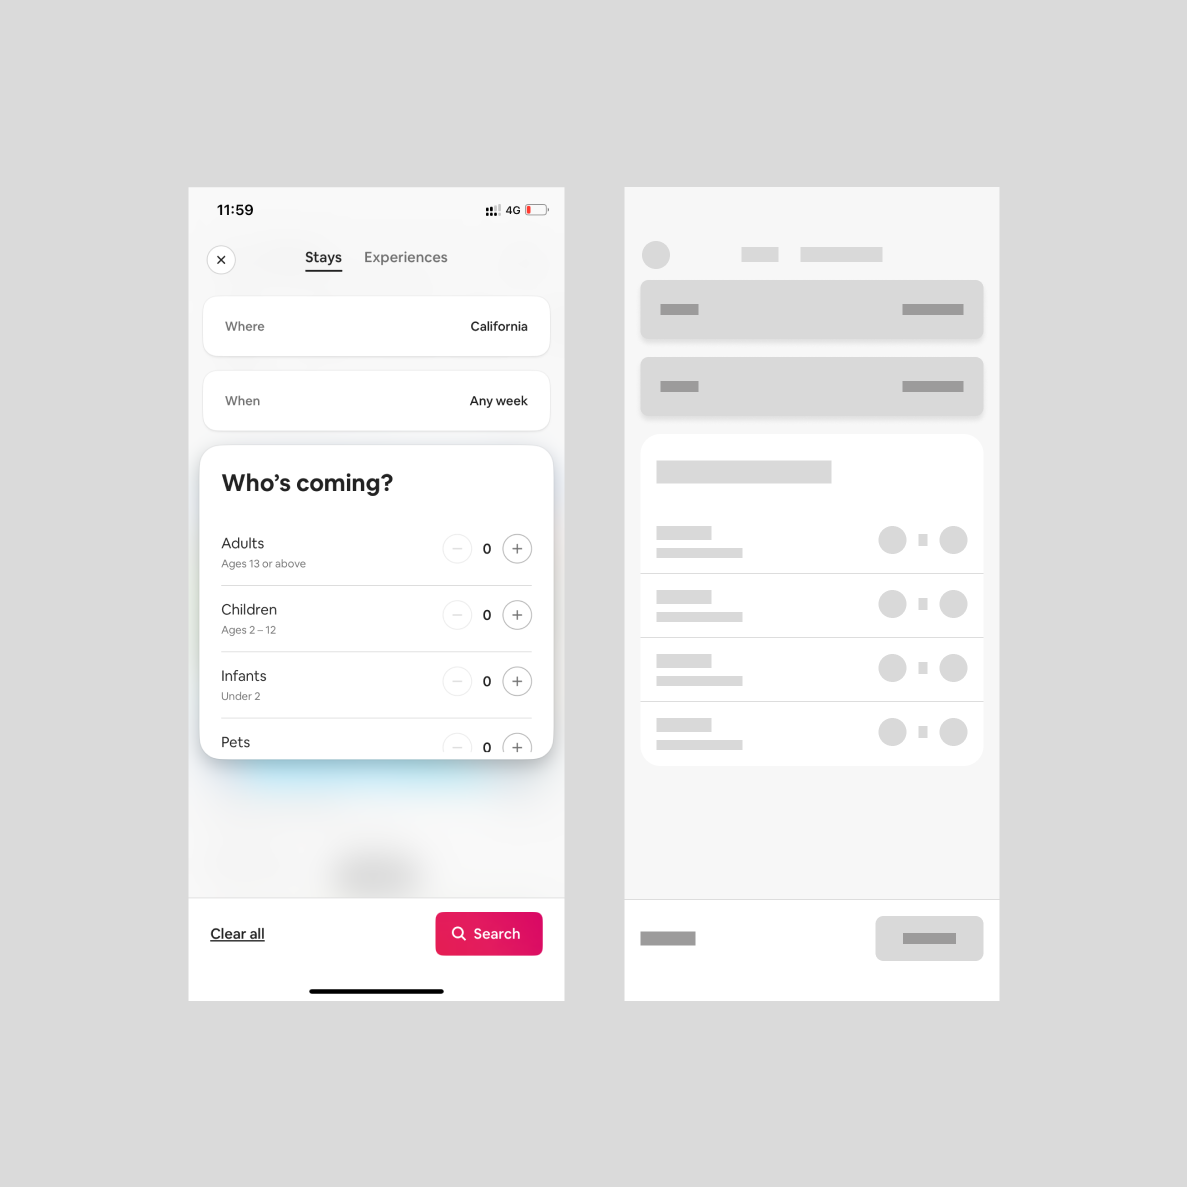 11:59 4G
Stays Experiences
Where California
When Any week
Who’s coming?
Adults
Ages 13 or above
0
Children
Ages 2 – 12
0
Infants
Under 2
0
Pets
0
Clear all Search